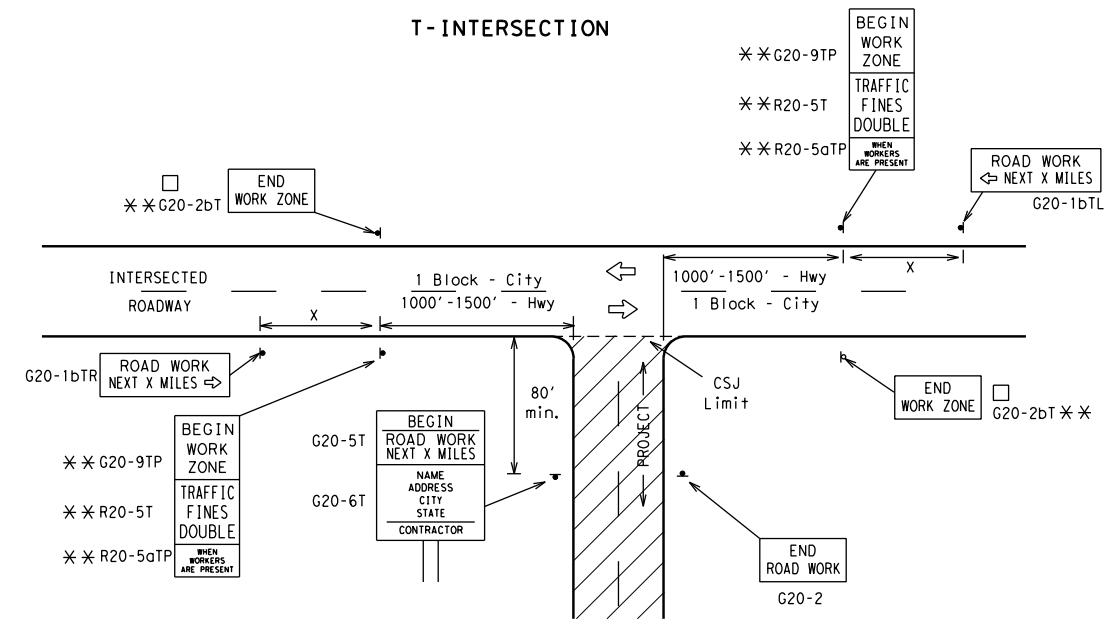 T-INTERSECTION
BEGIN
WORK
ZONE
✳✳G20-9TP
TRAFFIC
FINES
DOUBLE
✳✳R20-5T
WHEN
WORKERS
ARE PRESENT
✳✳R20-5aTP
ROAD WORK
⇦ NEXT X MILES
G20-1bTL
END
WORK ZONE
□
✳✳G20-2bT
INTERSECTED
ROADWAY
1 Block - City
1000'-1500' - Hwy
X
1000'-1500' - Hwy
1 Block - City
X
G20-1bTR
ROAD WORK
NEXT X MILES ⇨
80'
min.
CSJ
Limit
PROJECT
END
WORK ZONE
□
G20-2bT ✳✳
BEGIN
WORK
ZONE
✳✳G20-9TP
TRAFFIC
FINES
DOUBLE
✳✳R20-5T
WHEN
WORKERS
ARE PRESENT
✳✳R20-5aTP
G20-5T
BEGIN
ROAD WORK
NEXT X MILES
G20-6T
NAME
ADDRESS
CITY
STATE
CONTRACTOR
END
ROAD WORK
G20-2